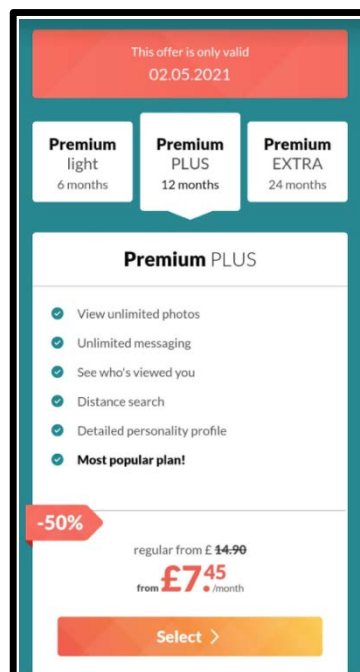 This offer is only valid
02.05.2021
Premium
light
6 months
Premium
PLUS
12 months
Premium
EXTRA
24 months
Premium PLUS
View unlimited photos
Unlimited messaging
See who's viewed you
Distance search
Detailed personality profile
Most popular plan!
-50%
regular from £ 14.90
from £7.45/month
Select >